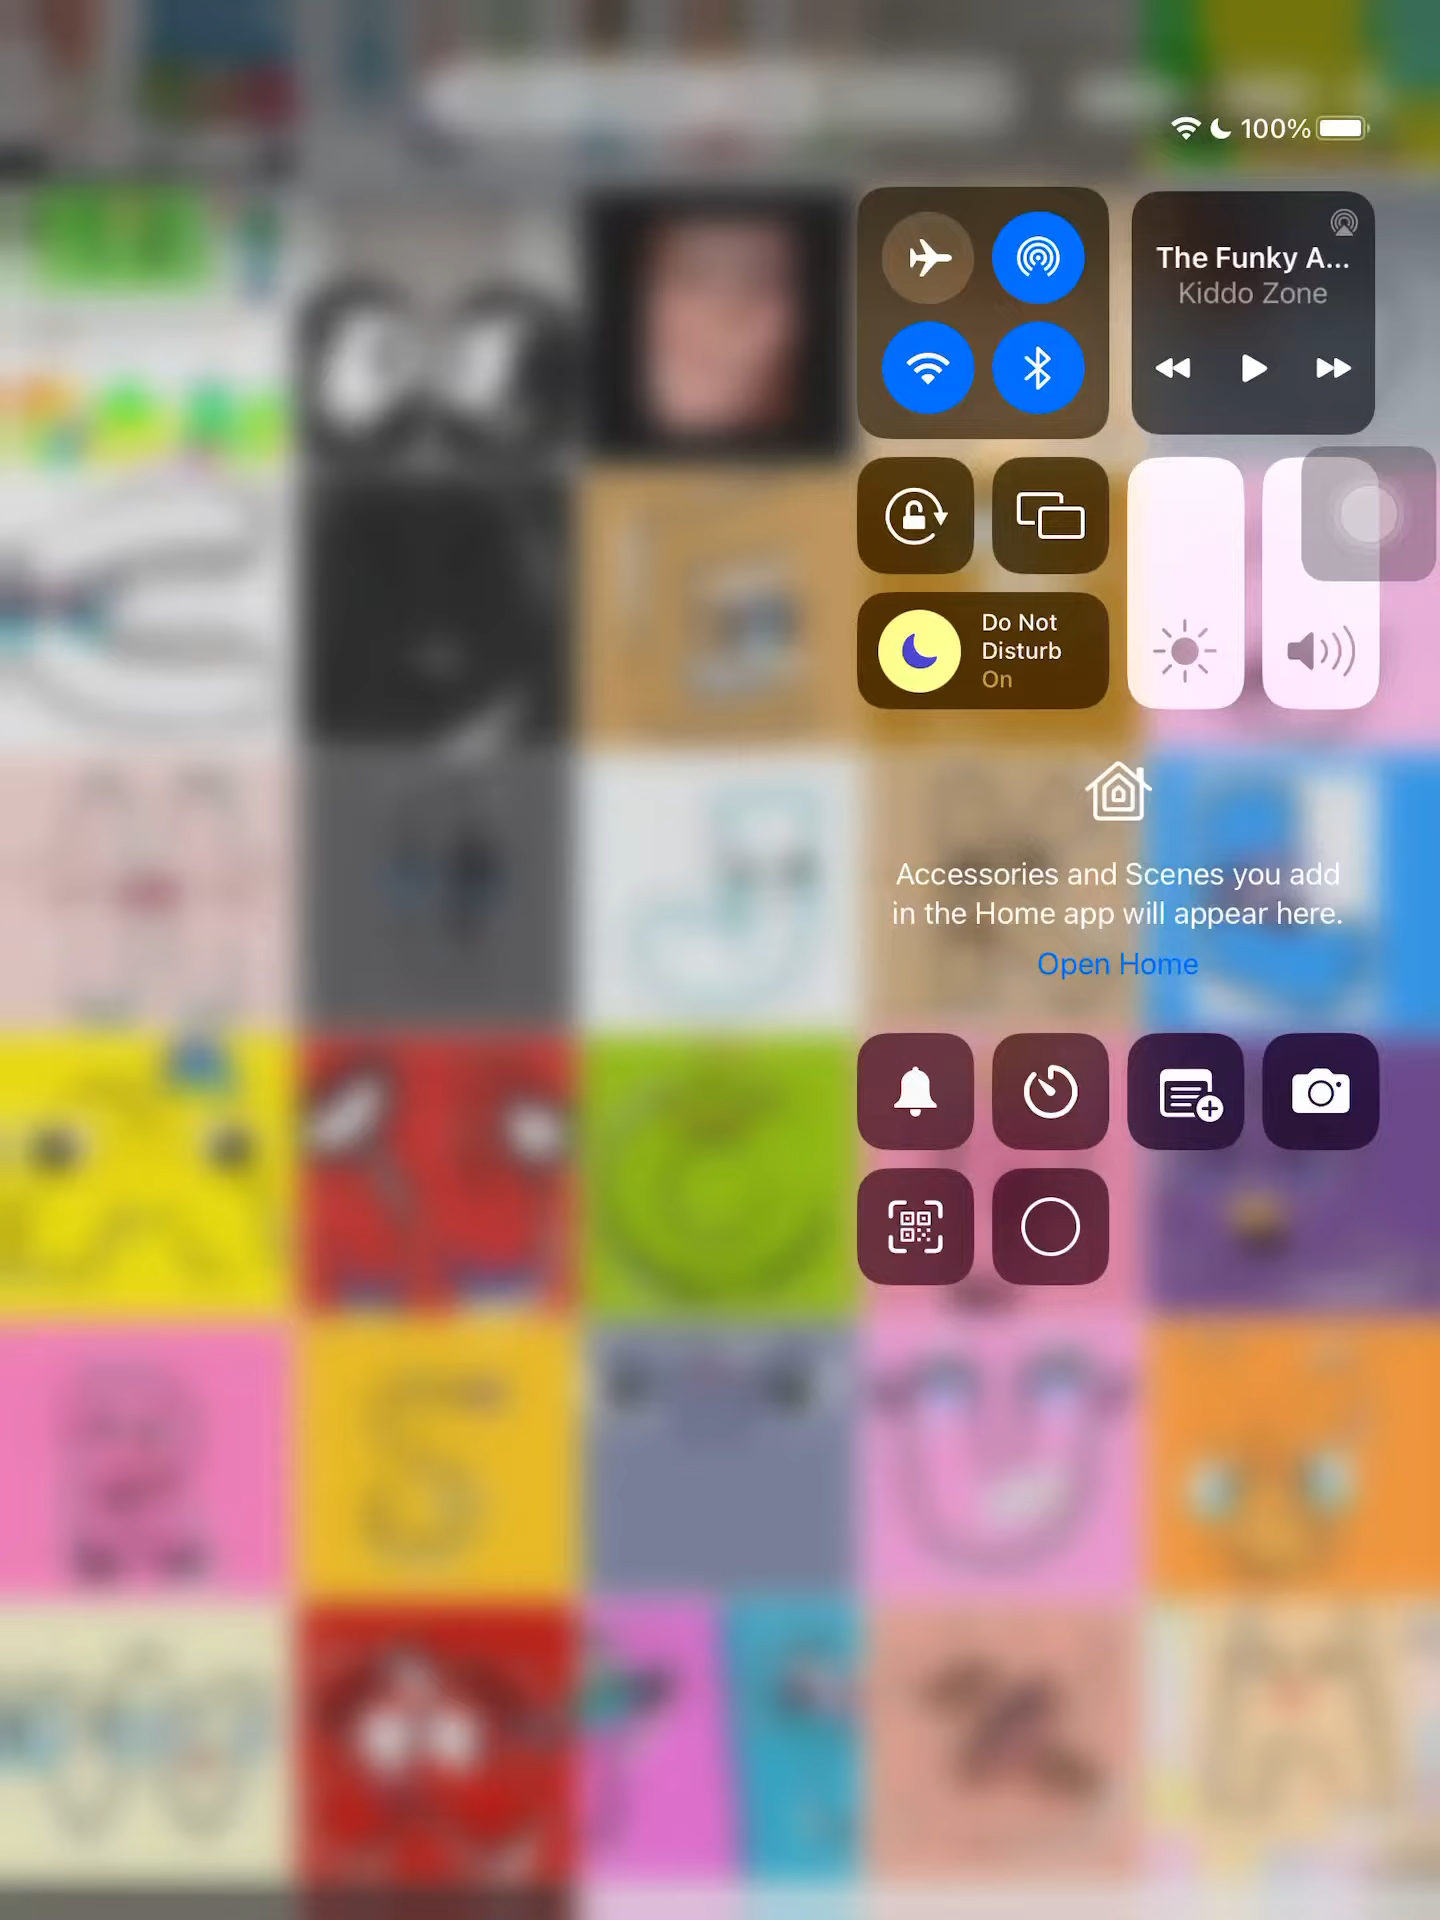 100%
The Funky A...
Kiddo Zone
Do Not
Disturb
On
Accessories and Scenes you add
in the Home app will appear here.
Open Home